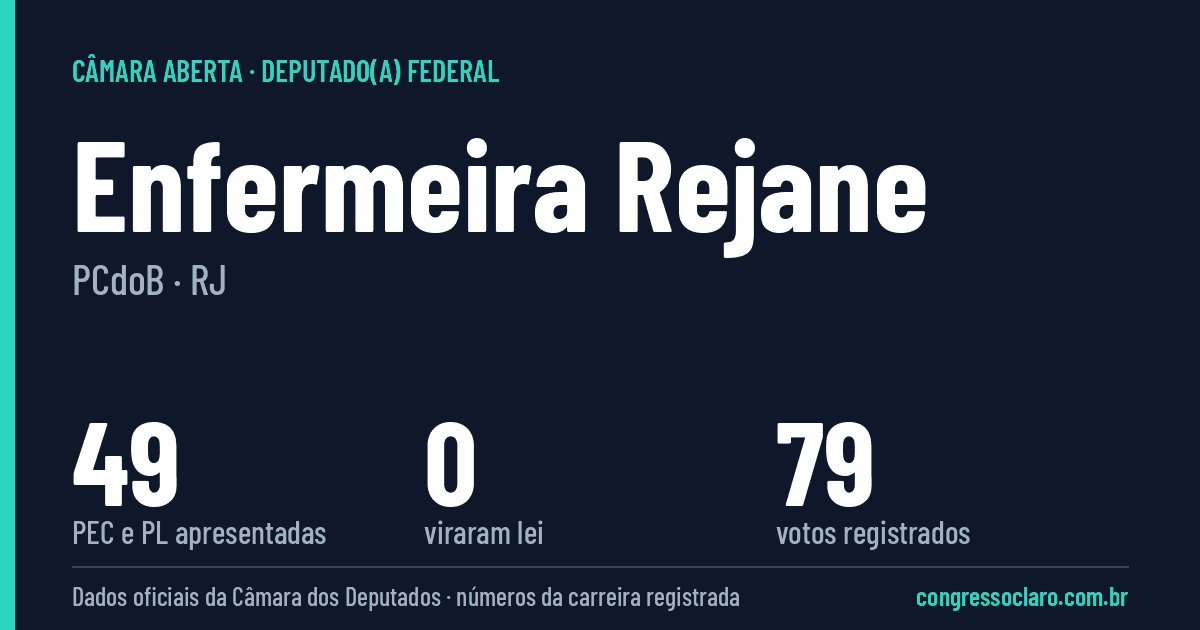 CÂMARA ABERTA · DEPUTADO(A) FEDERAL
Enfermeira Rejane
PCdoB · RJ
49 0 79
PEC e PL apresentadas viraram lei votos registrados
Dados oficiais da Câmara dos Deputados · números da carreira registrada congressoclaro.com.br